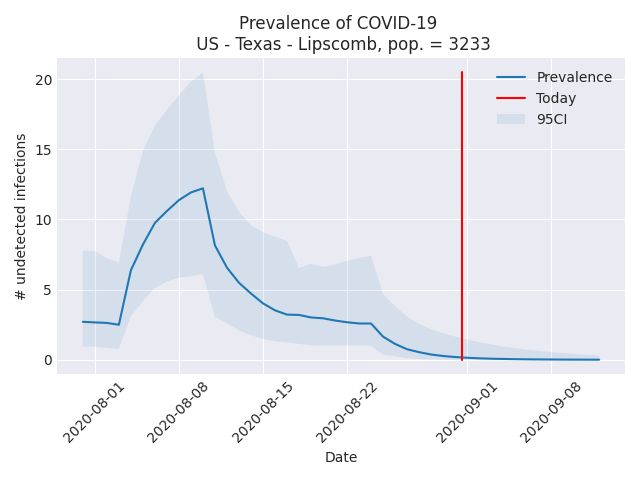 Prevalence of COVID-19
US - Texas - Lipscomb, pop. = 3233
# undetected infections
20
15
10
5
0
Prevalence
Today
95CI
2020-08-01
2020-08-08
2020-08-15
2020-08-22
2020-09-01
2020-09-08
Date